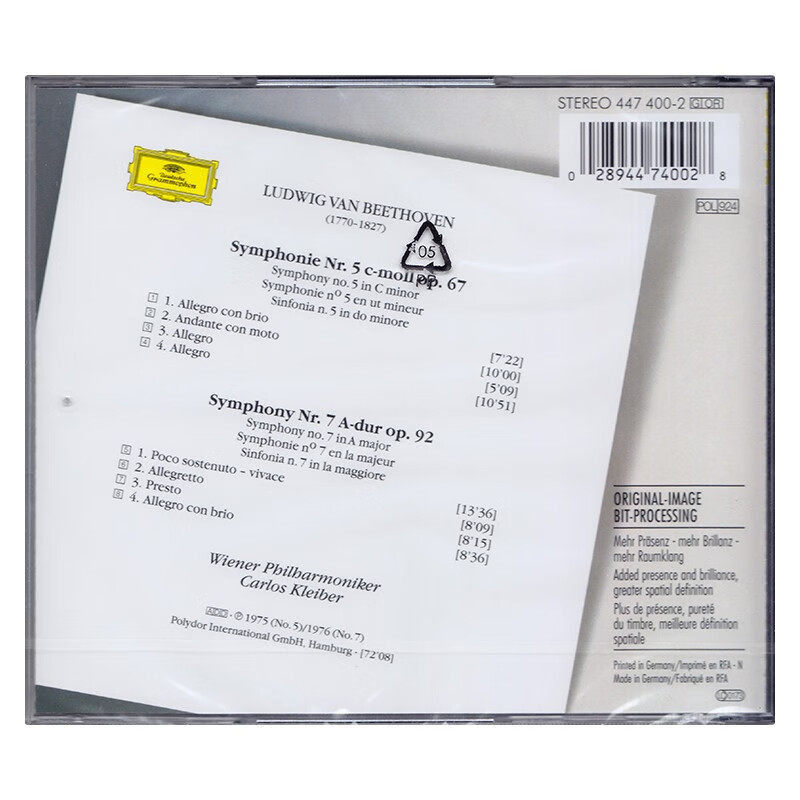 STEREO 447 400-2 GI OR
0 28944 74002 8
POL 924
Deutsche
Grammophon
LUDWIG VAN BEETHOVEN
(1770-1827)
05
PP
Symphonie Nr. 5 c-moll op. 67
Symphony no. 5 in C minor
Symphonie nº 5 en ut mineur
Sinfonia n. 5 in do minore
1 1. Allegro con brio [7'22]
2 2. Andante con moto [10'00]
3 3. Allegro [5'09]
4 4. Allegro [10'51]
Symphony Nr. 7 A-dur op. 92
Symphony no. 7 in A major
Symphonie nº 7 en la majeur
Sinfonia n. 7 in la maggiore
5 1. Poco sostenuto – vivace [13'36]
6 2. Allegretto [8'09]
7 3. Presto [8'15]
8 4. Allegro con brio [8'36]
Wiener Philharmoniker
Carlos Kleiber
ADD · ℗ 1975 (No. 5)/1976 (No. 7)
Polydor International GmbH, Hamburg · [72'08]
ORIGINAL-IMAGE
BIT-PROCESSING
Mehr Präsenz - mehr Brillanz -
mehr Raumklang
Added presence and brilliance,
greater spatial definition
Plus de présence, pureté
du timbre, meilleure définition
spatiale
Printed in Germany/Imprimé en RFA - N
Made in Germany/Fabriqué en RFA